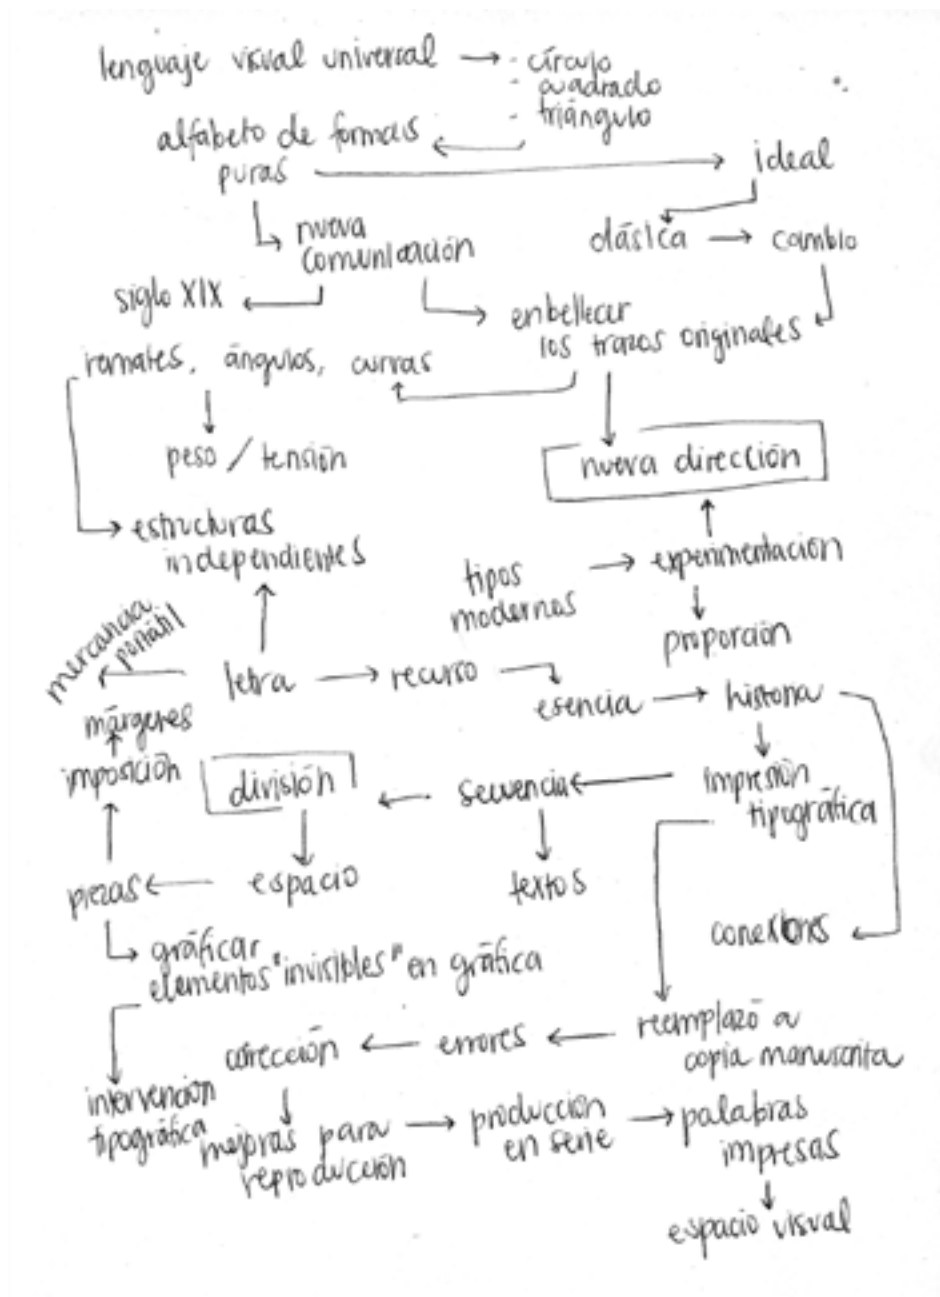 lenguaje visual universal → - círculo
- cuadrado
- triángulo
alfabeto de formas
puras → ideal
nueva
comunicación
clásica → cambio
siglo XIX ←
enbellecer
los trazos originales
remates, ángulos, curvas
peso / tensión
nueva dirección
estructuras
independientes
tipos
modernos → experimentación
proporción
mercancía
portátil
letra → recurso
esencia → historia
márgenes
imposición
división ← secuencia ← impresión
tipográfica
piezas ← espacio
textos
conexiones
gráficar
elementos "invisibles" en gráfica
corrección ← errores ← reemplazó a
copia manuscrita
intervención
tipográfica
mejoras para
reproducción → producción
en serie → palabras
impresas
espacio visual